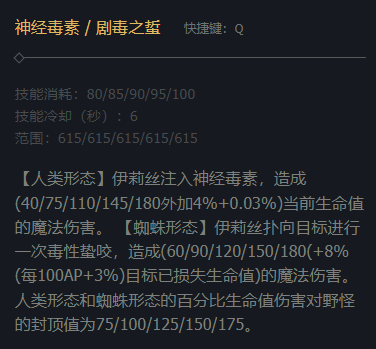 神经毒素 / 剧毒之蜇 快捷键：Q
技能消耗：80/85/90/95/100
技能冷却（秒）：6
范围：615/615/615/615/615
【人类形态】伊莉丝注入神经毒素，造成
(40/75/110/145/180外加4%+0.03%)当前生命值
的魔法伤害。 【蜘蛛形态】伊莉丝扑向目标进行
一次毒性蛰咬，造成(60/90/120/150/180(+8%
(每100AP+3%)目标已损失生命值)的魔法伤害。
人类形态和蜘蛛形态的百分比生命值伤害对野怪
的封顶值为75/100/125/150/175。